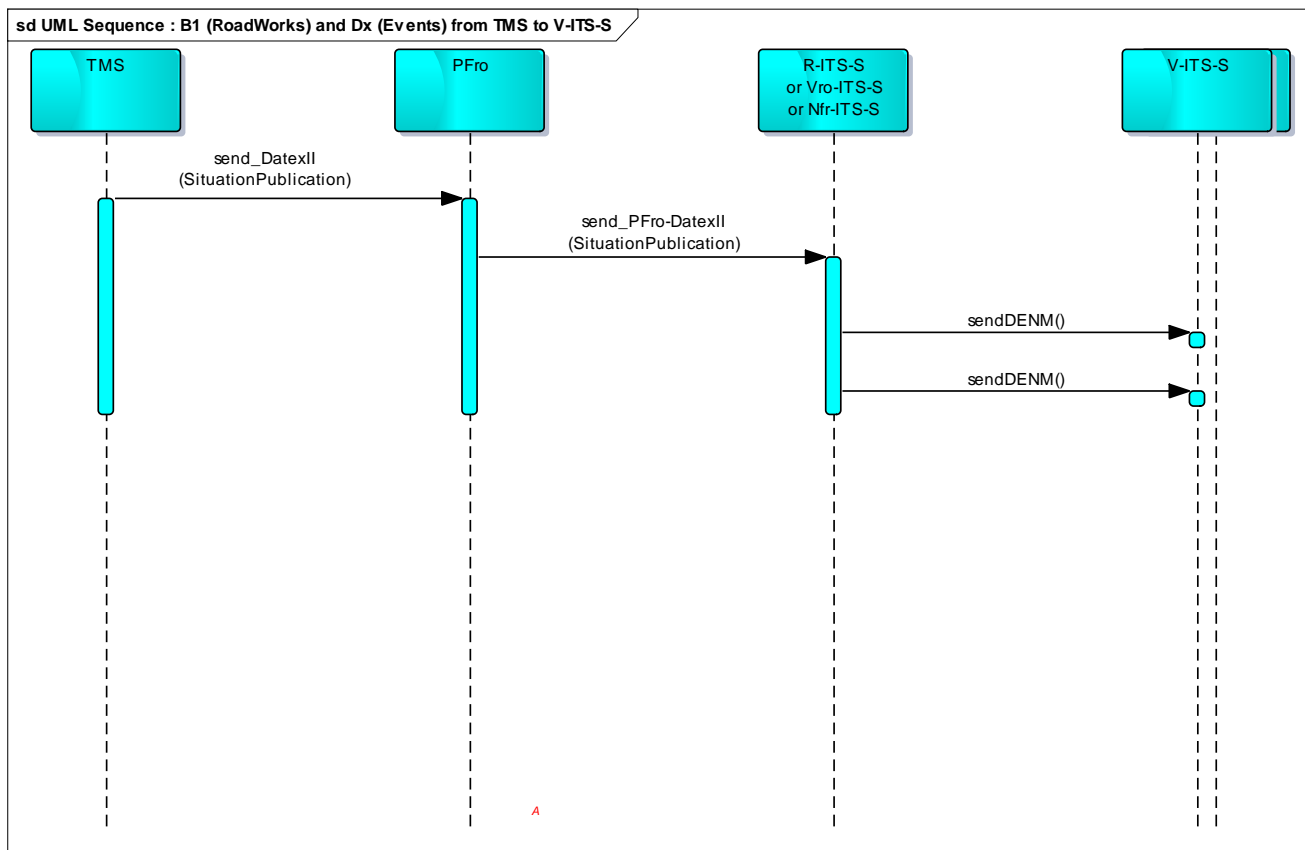 sd UML Sequence : B1 (RoadWorks) and Dx (Events) from TMS to V-ITS-S
TMS
PFro
R-ITS-S
or Vro-ITS-S
or Nfr-ITS-S
V-ITS-S
send_DatexII
(SituationPublication)
send_PFro-DatexII
(SituationPublication)
sendDENM()
sendDENM()
A